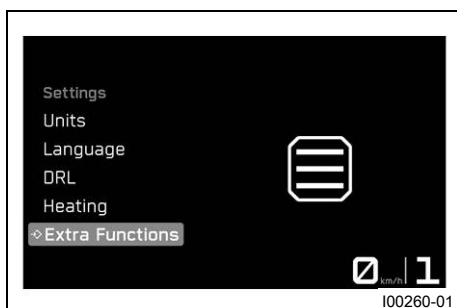 Settings
Units
Language
DRL
Heating
Extra Functions
0 km/h 1
I00260-01